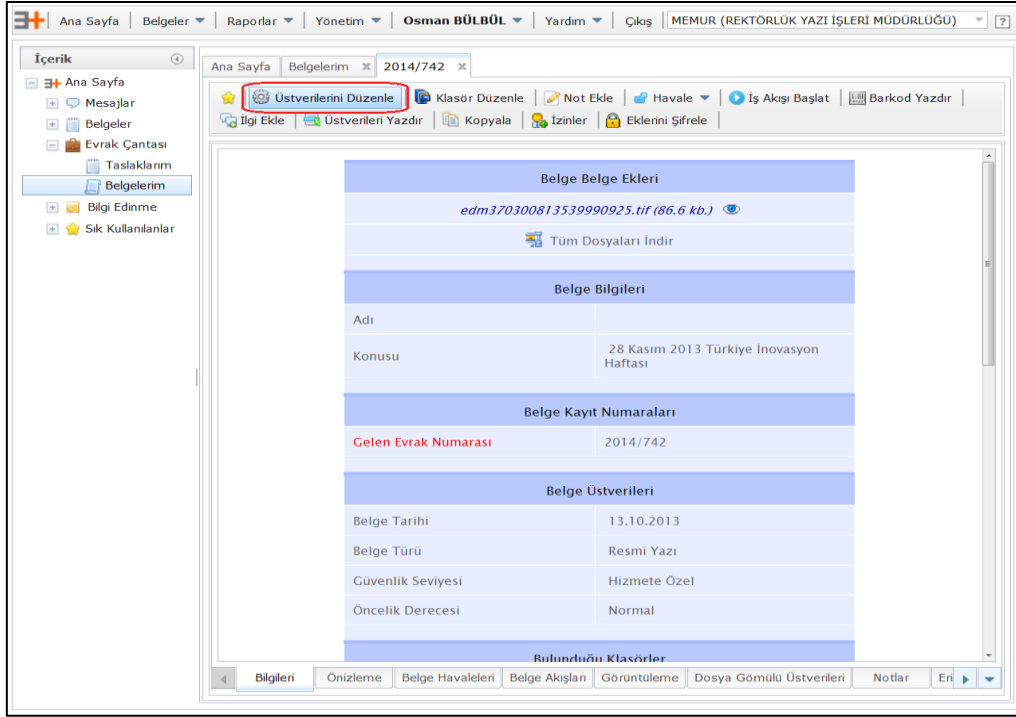 Ana Sayfa Belgeler Raporlar Yönetim Osman BÜLBÜL Yardım Çıkış MEMUR (REKTÖRLÜK YAZI İŞLERİ MÜDÜRLÜĞÜ) ?
İçerik
Ana Sayfa
Mesajlar
Belgeler
Evrak Çantası
Taslaklarım
Belgelerim
Bilgi Edinme
Sık Kullanılanlar
Ana Sayfa Belgelerim 2014/742
Üstverilerini Düzenle Klasör Düzenle Not Ekle Havale İş Akışı Başlat Barkod Yazdır
İlgi Ekle Üstverileri Yazdır Kopyala İzinler Eklerini Şifrele
Belge Belge Ekleri
edm370300813539990925.tif (86.6 kb.)
Tüm Dosyaları İndir
Belge Bilgileri
Adı
Konusu 28 Kasım 2013 Türkiye İnovasyon
Haftası
Belge Kayıt Numaraları
Gelen Evrak Numarası 2014/742
Belge Üstverileri
Belge Tarihi 13.10.2013
Belge Türü Resmi Yazı
Güvenlik Seviyesi Hizmete Özel
Öncelik Derecesi Normal
Bulunduğu Klasörler
Bilgileri Önizleme Belge Havaleleri Belge Akışları Görüntüleme Dosya Gömülü Üstverileri Notlar Eri